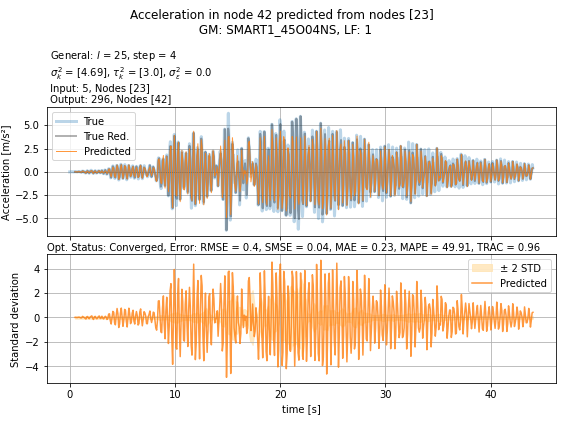 Acceleration in node 42 predicted from nodes [23]
GM: SMART1_45O04NS, LF: 1
General: l = 25, step = 4
σ²ₖ = [4.69], τ²ₖ = [3.0], σ²ε = 0.0
Input: 5, Nodes [23]
Output: 296, Nodes [42]
Acceleration [m/s²]
5.0
2.5
0.0
−2.5
−5.0
True
True Red.
Predicted
Opt. Status: Converged, Error: RMSE = 0.4, SMSE = 0.04, MAE = 0.23, MAPE = 49.91, TRAC = 0.96
Standard deviation
4
2
0
−2
−4
± 2 STD
Predicted
0 10 20 30 40
time [s]